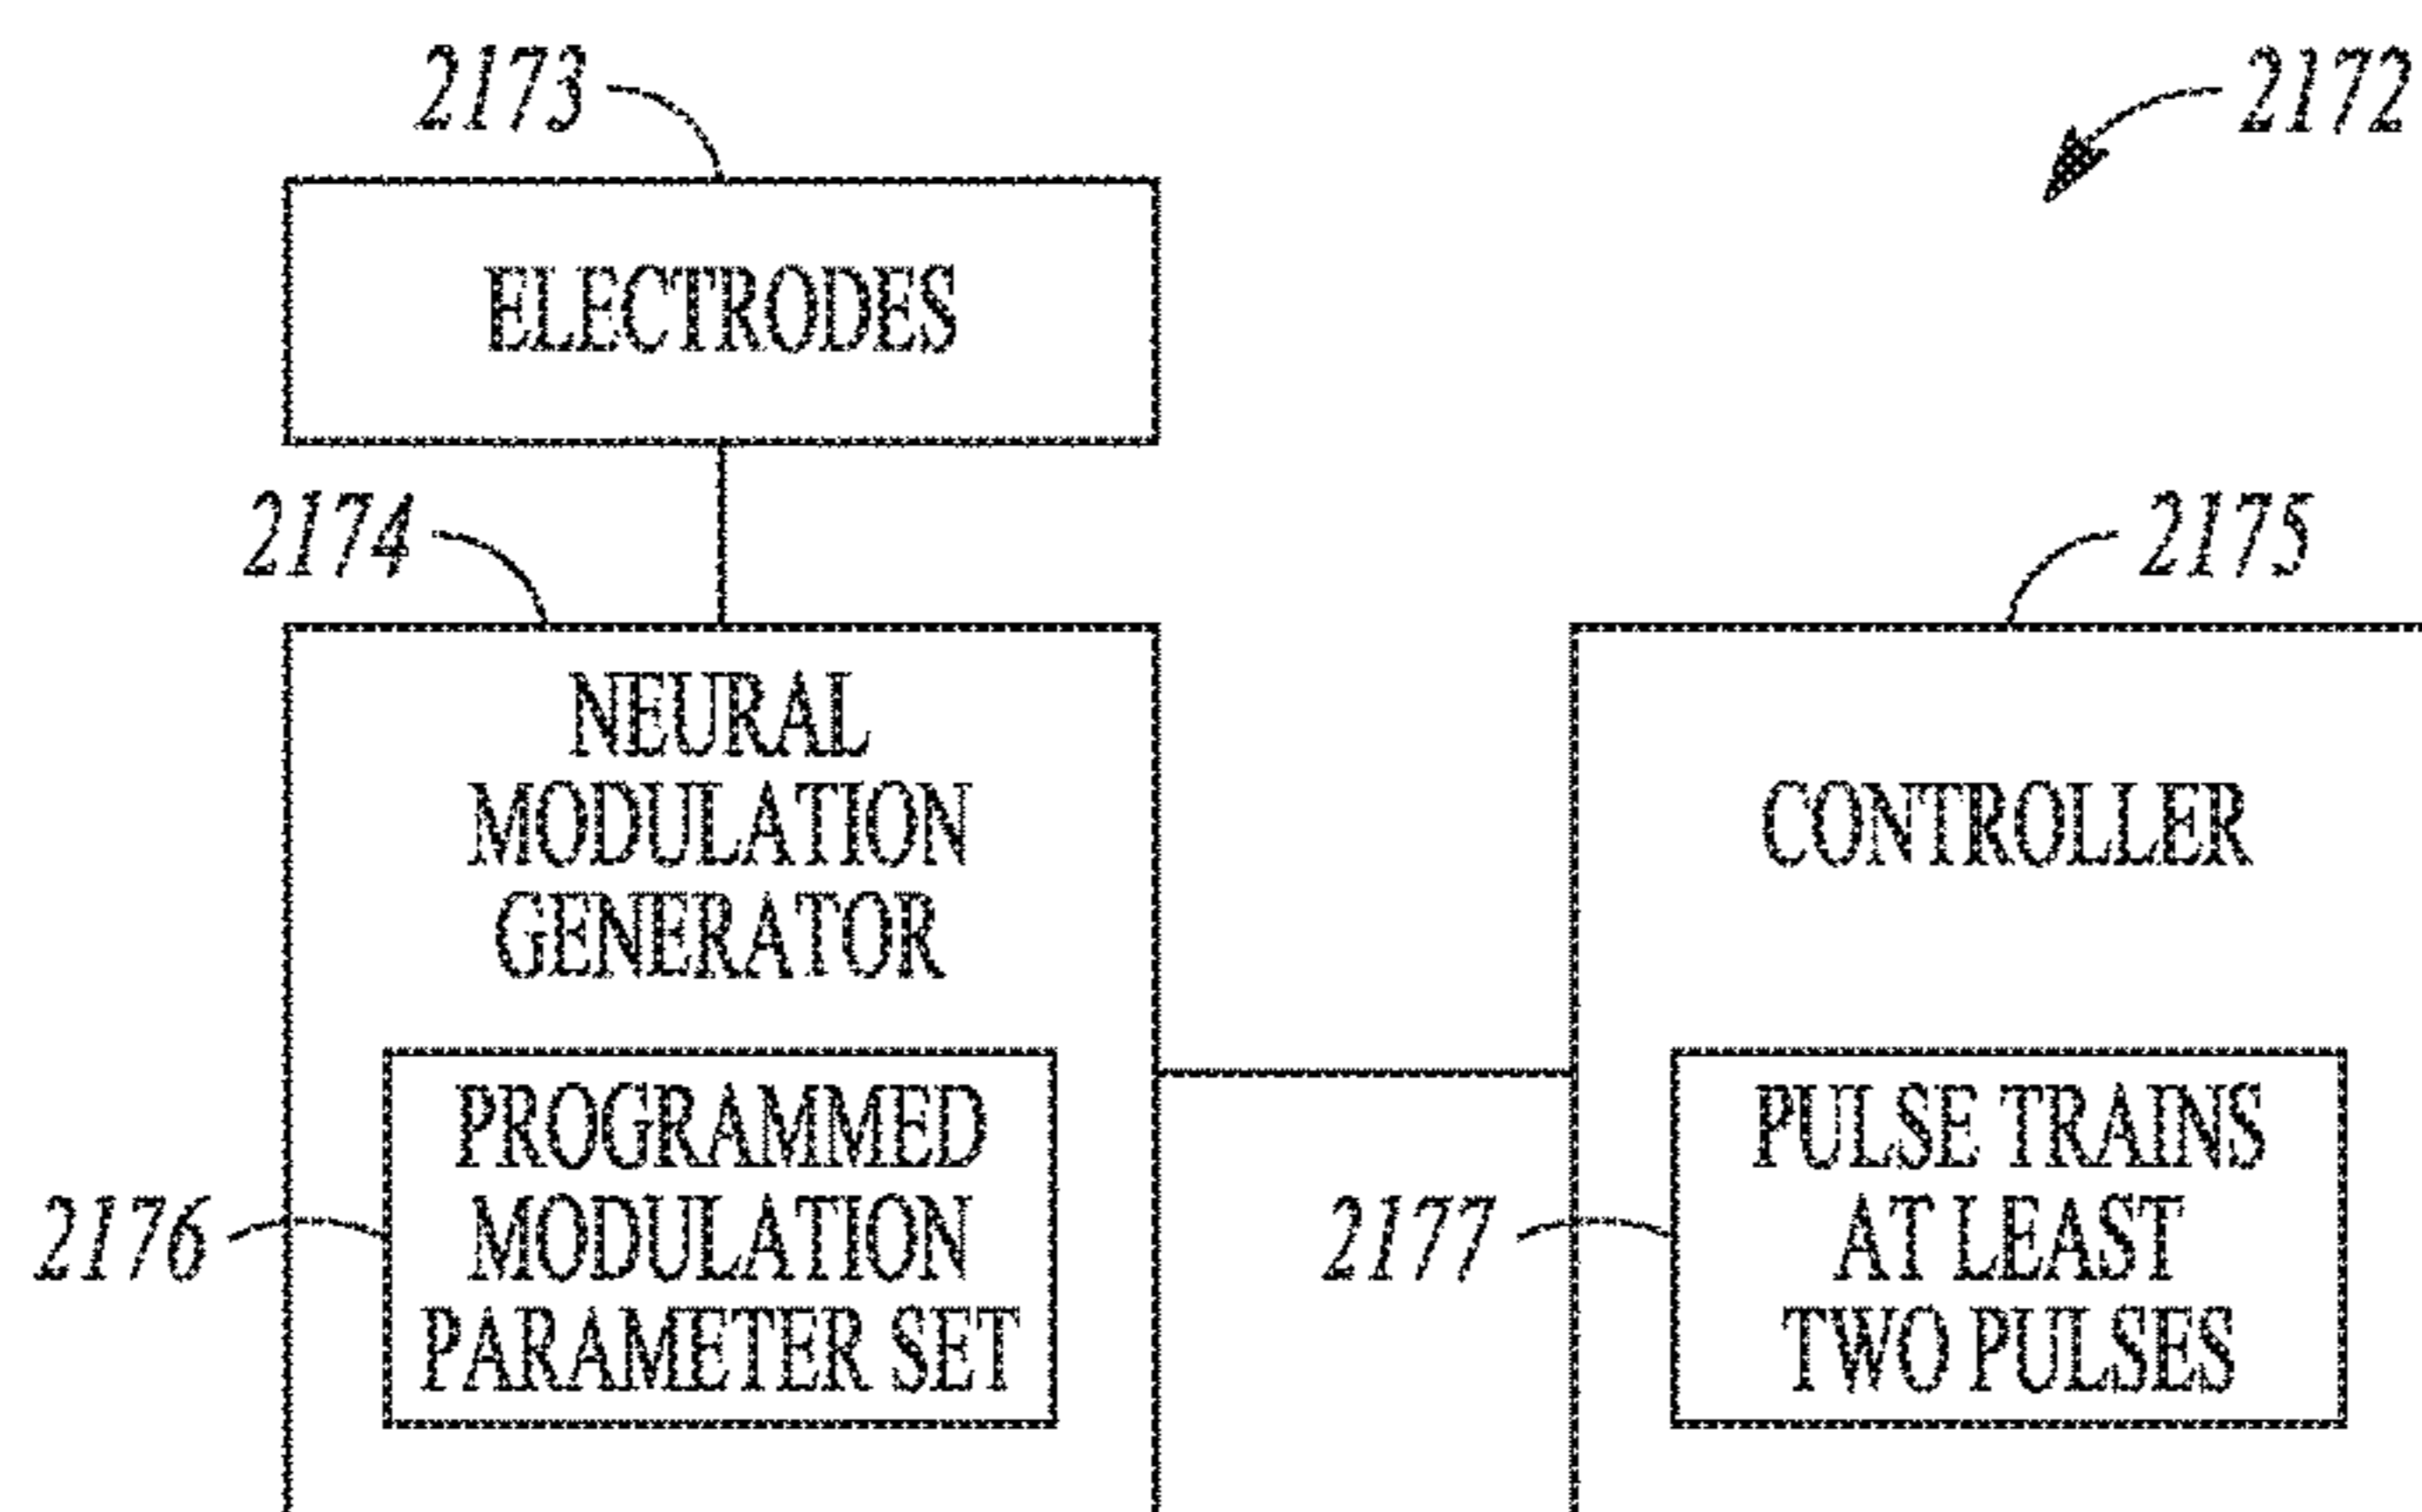 2173
2172
ELECTRODES
2174
2175
NEURAL
MODULATION
GENERATOR
CONTROLLER
PROGRAMMED
MODULATION
PARAMETER SET
2176
PULSE TRAINS
AT LEAST
TWO PULSES
2177